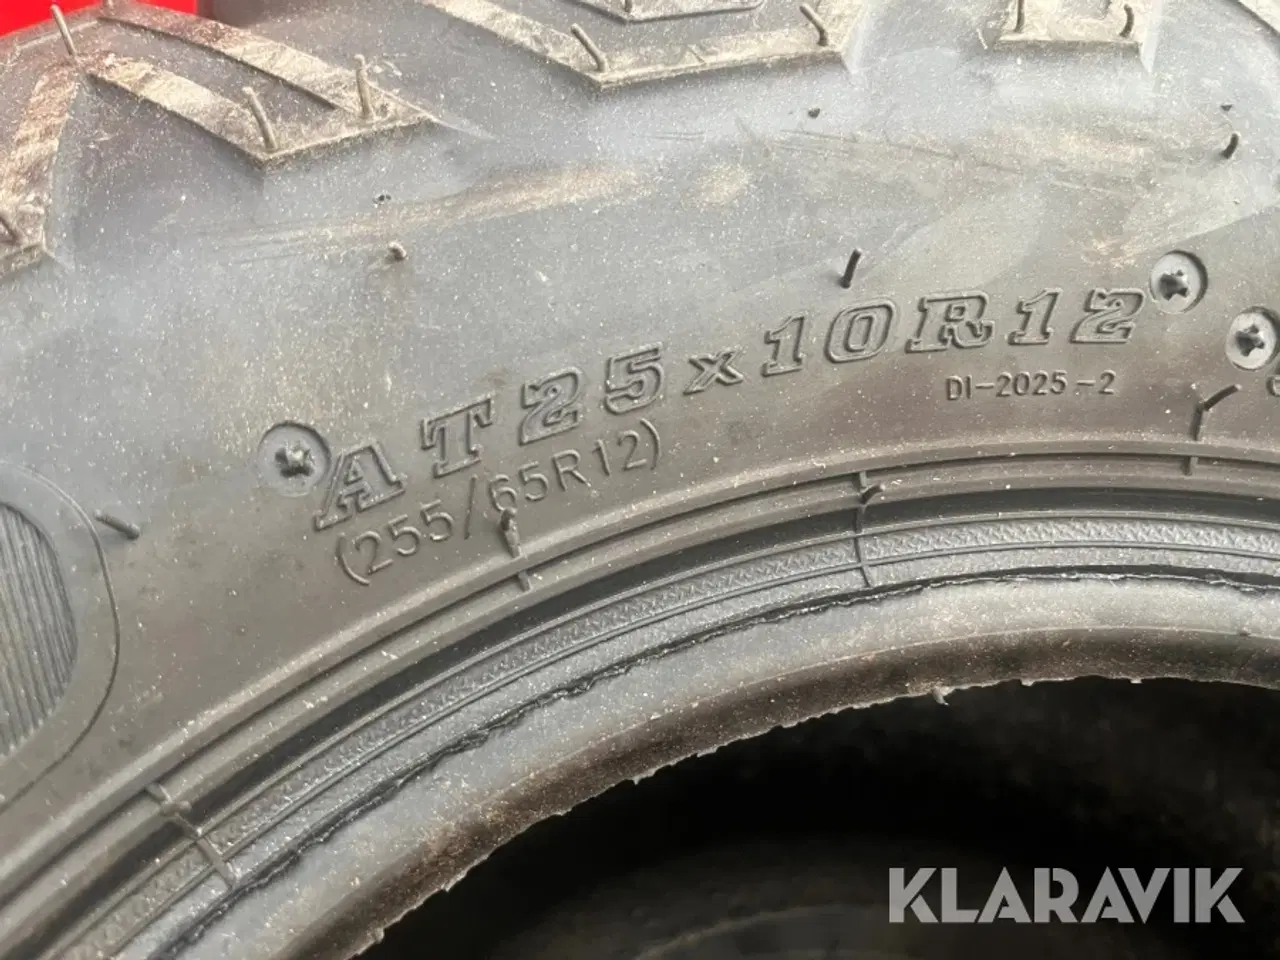 AT25x10R12
(255/65R12)
DI-2025-2
KLARAVIK